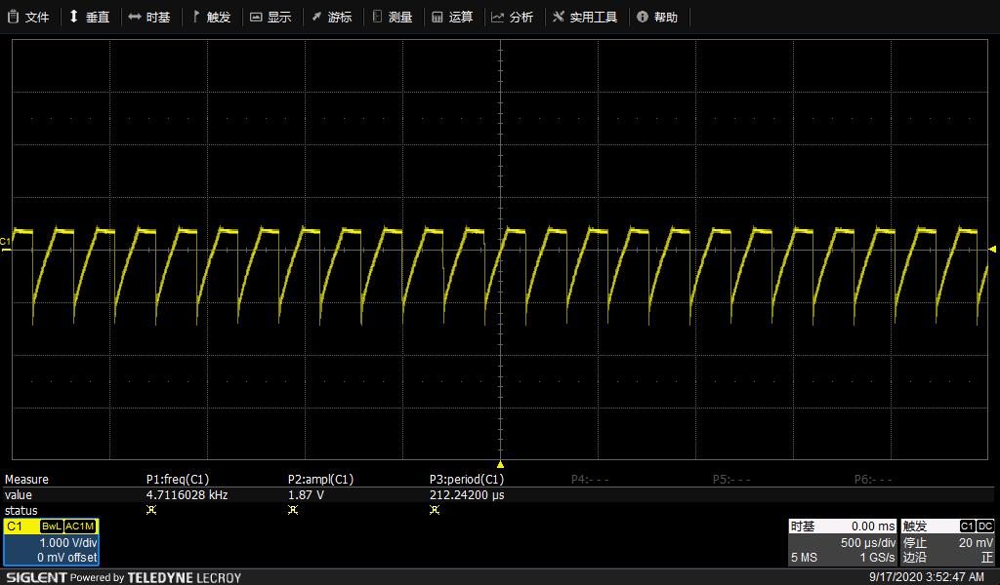 文件 垂直 时基 触发 显示 游标 测量 运算 分析 实用工具 帮助
C1
Measure P1:freq(C1) P2:ampl(C1) P3:period(C1) P4:- - - P5:- - - P6:- - -
value 4.7116028 kHz 1.87 V 212.24200 µs
status
C1 BwL AC1M
1.000 V/div
0 mV offset
时基 0.00 ms
500 µs/div
5 MS 1 GS/s
触发 C1 DC
停止 20 mV
边沿 正
SIGLENT Powered by TELEDYNE LECROY 9/17/2020 3:52:47 AM